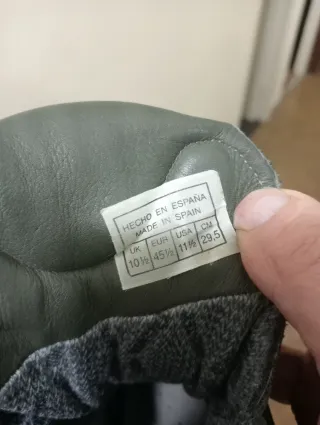 HECHO EN ESPAÑA
MADE IN SPAIN
UK EUR USA CM
10½ 45½ 11½ 29,5